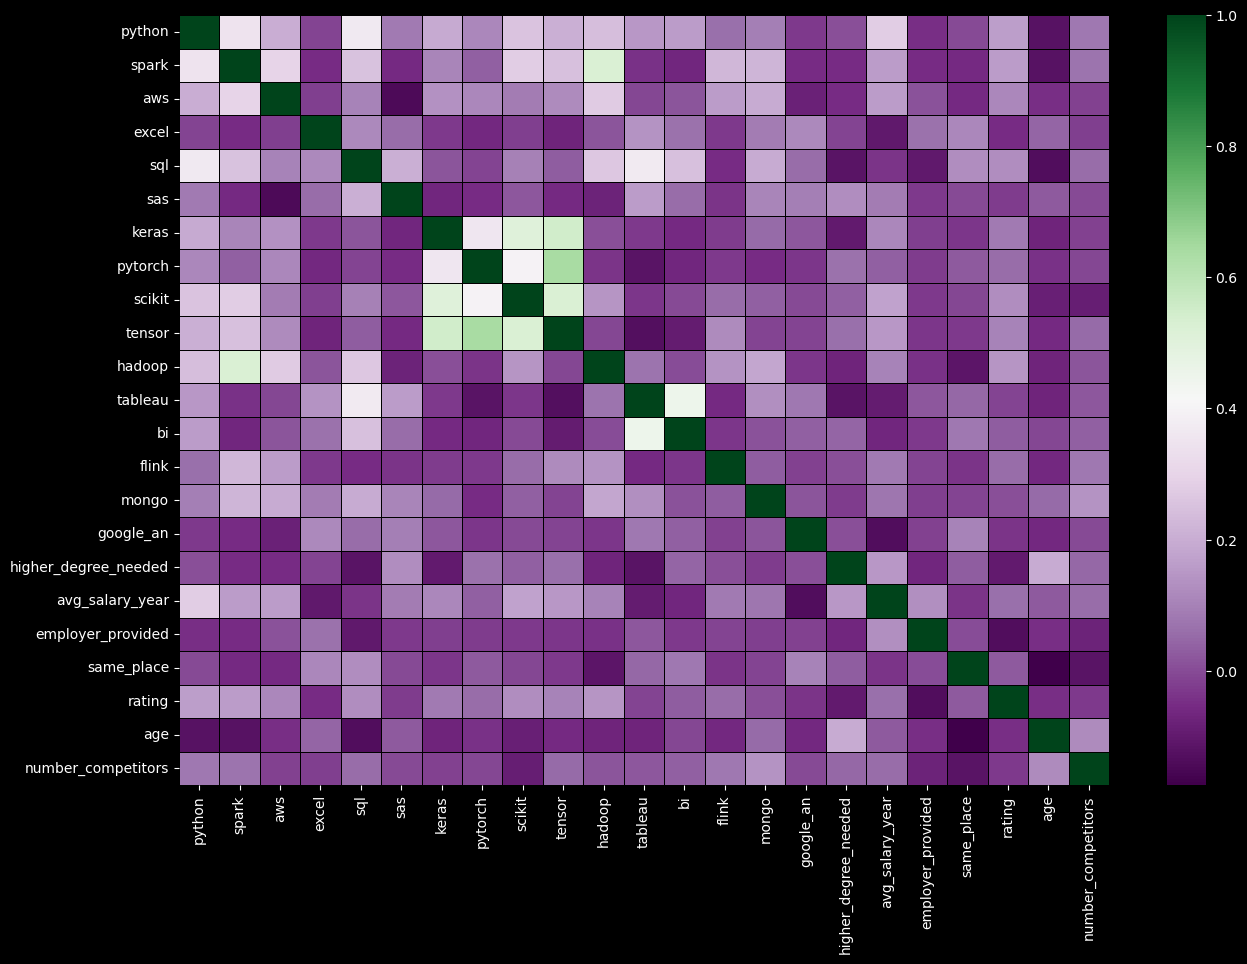 python
spark
aws
excel
sql
sas
keras
pytorch
scikit
tensor
hadoop
tableau
bi
flink
mongo
google_an
higher_degree_needed
avg_salary_year
employer_provided
same_place
rating
age
number_competitors
python
spark
aws
excel
sql
sas
keras
pytorch
scikit
tensor
hadoop
tableau
bi
flink
mongo
google_an
higher_degree_needed
avg_salary_year
employer_provided
same_place
rating
age
number_competitors
1.0
0.8
0.6
0.4
0.2
0.0